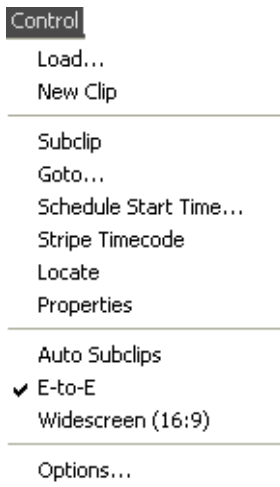 Control
Load...
New Clip
Subclip
Goto...
Schedule Start Time...
Stripe Timecode
Locate
Properties
Auto Subclips
E-to-E
Widescreen (16:9)
Options...